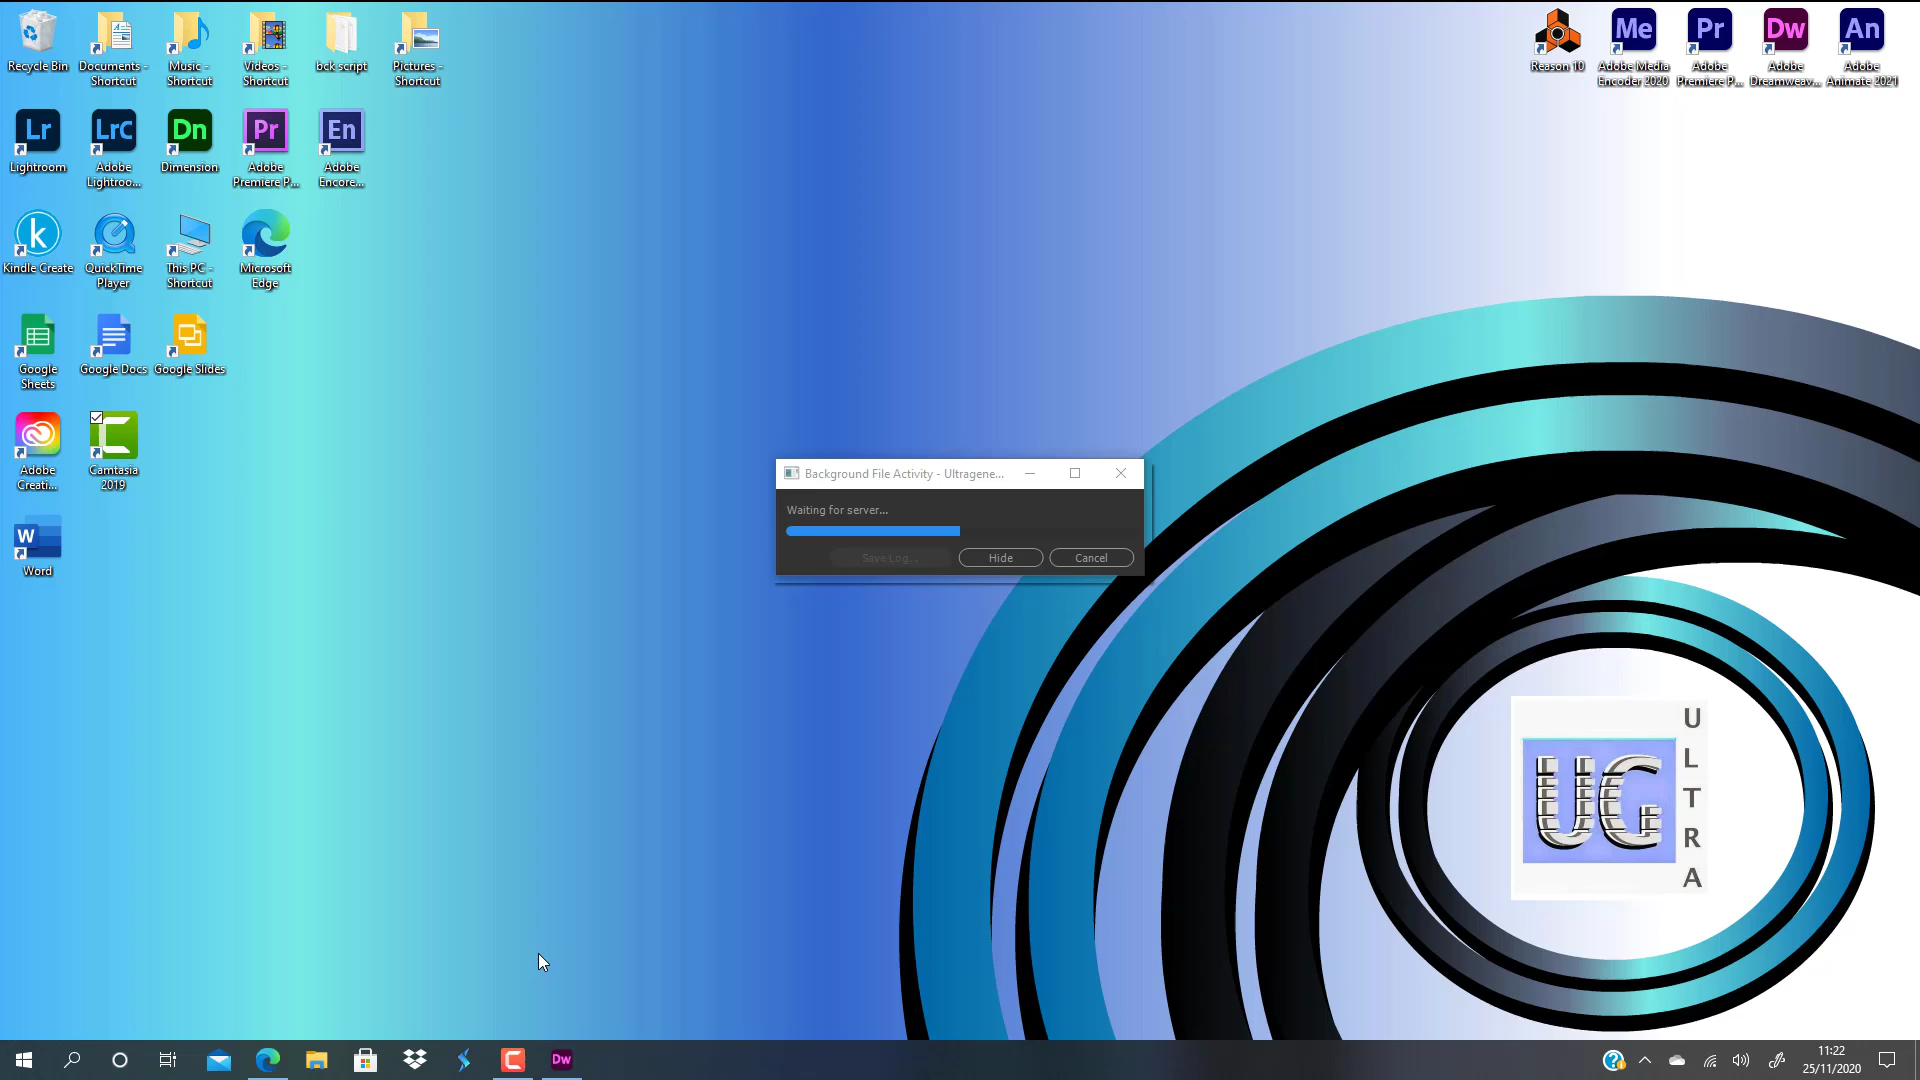 Recycle Bin
Documents -
Shortcut
Music -
Shortcut
Videos -
Shortcut
bck script
Pictures -
Shortcut
Reason 10
Me
Adobe Media
Encoder 2020
Pr
Adobe
Premiere P...
Dw
Adobe
Dreamweav...
An
Adobe
Animate 2021
Lr
Lightroom
LrC
Adobe
Lightroo...
Dn
Dimension
Pr
Adobe
Premiere P...
En
Adobe
Encore...
k
Kindle Create
QuickTime
Player
This PC -
Shortcut
Microsoft
Edge
Google
Sheets
Google Docs
Google Slides
Adobe
Creati...
C
Camtasia
2019
W
Word
Background File Activity - Ultragene...
Waiting for server...
Save Log...
Hide
Cancel
UG
ULTRA
C
Dw
?
11:22
25/11/2020